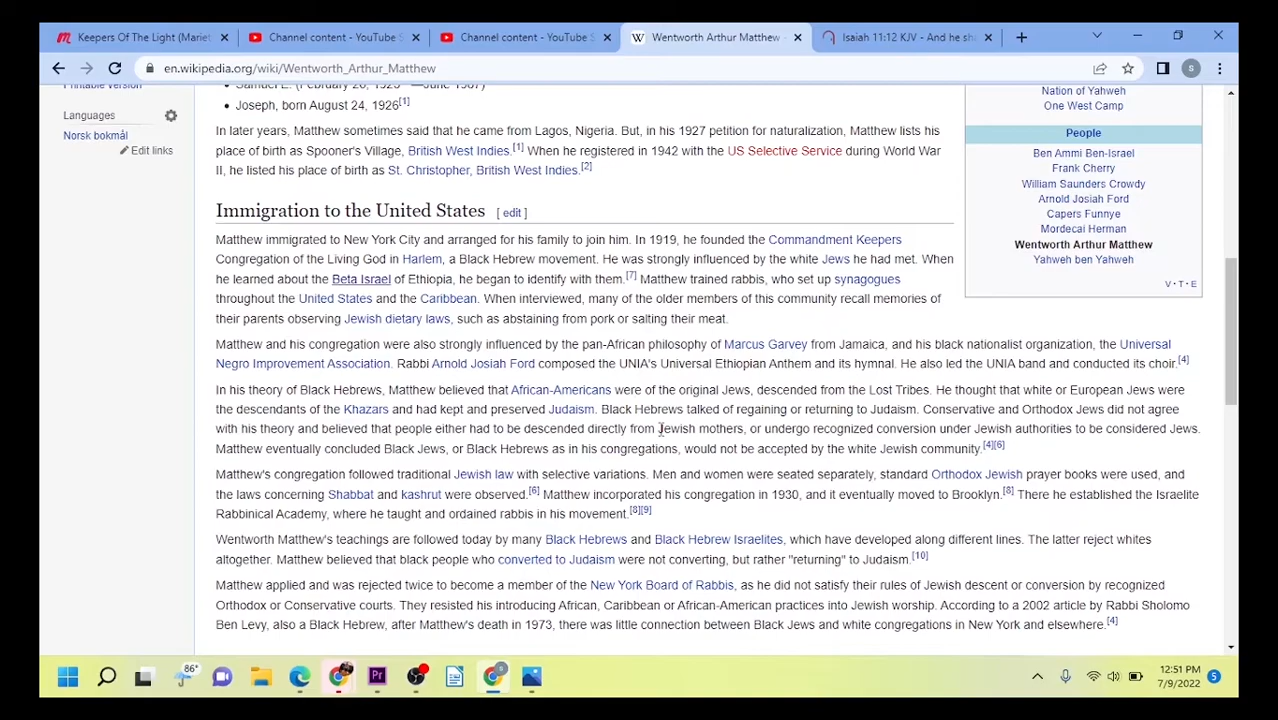 Keepers Of The Light (Mariet
Channel content - YouTube S
Channel content - YouTube S
Wentworth Arthur Matthew -
Isaiah 11:12 KJV - And he sh
en.wikipedia.org/wiki/Wentworth_Arthur_Matthew
S
Printable version
Languages
Norsk bokmål
Edit links
Samuel E. (February 20, 1925 —June 1967)
Joseph, born August 24, 1926[1]
In later years, Matthew sometimes said that he came from Lagos, Nigeria. But, in his 1927 petition for naturalization, Matthew lists his
place of birth as Spooner's Village, British West Indies.[1] When he registered in 1942 with the US Selective Service during World War
II, he listed his place of birth as St. Christopher, British West Indies.[2]
Immigration to the United States [ edit ]
Matthew immigrated to New York City and arranged for his family to join him. In 1919, he founded the Commandment Keepers
Congregation of the Living God in Harlem, a Black Hebrew movement. He was strongly influenced by the white Jews he had met. When
he learned about the Beta Israel of Ethiopia, he began to identify with them.[7] Matthew trained rabbis, who set up synagogues
throughout the United States and the Caribbean. When interviewed, many of the older members of this community recall memories of
their parents observing Jewish dietary laws, such as abstaining from pork or salting their meat.
Matthew and his congregation were also strongly influenced by the pan-African philosophy of Marcus Garvey from Jamaica, and his black nationalist organization, the Universal
Negro Improvement Association. Rabbi Arnold Josiah Ford composed the UNIA's Universal Ethiopian Anthem and its hymnal. He also led the UNIA band and conducted its choir.[4]
In his theory of Black Hebrews, Matthew believed that African-Americans were of the original Jews, descended from the Lost Tribes. He thought that white or European Jews were
the descendants of the Khazars and had kept and preserved Judaism. Black Hebrews talked of regaining or returning to Judaism. Conservative and Orthodox Jews did not agree
with his theory and believed that people either had to be descended directly from Jewish mothers, or undergo recognized conversion under Jewish authorities to be considered Jews.
Matthew eventually concluded Black Jews, or Black Hebrews as in his congregations, would not be accepted by the white Jewish community.[4][6]
Matthew's congregation followed traditional Jewish law with selective variations. Men and women were seated separately, standard Orthodox Jewish prayer books were used, and
the laws concerning Shabbat and kashrut were observed.[6] Matthew incorporated his congregation in 1930, and it eventually moved to Brooklyn.[8] There he established the Israelite
Rabbinical Academy, where he taught and ordained rabbis in his movement.[8][9]
Wentworth Matthew's teachings are followed today by many Black Hebrews and Black Hebrew Israelites, which have developed along different lines. The latter reject whites
altogether. Matthew believed that black people who converted to Judaism were not converting, but rather "returning" to Judaism.[10]
Matthew applied and was rejected twice to become a member of the New York Board of Rabbis, as he did not satisfy their rules of Jewish descent or conversion by recognized
Orthodox or Conservative courts. They resisted his introducing African, Caribbean or African-American practices into Jewish worship. According to a 2002 article by Rabbi Sholomo
Ben Levy, also a Black Hebrew, after Matthew's death in 1973, there was little connection between Black Jews and white congregations in New York and elsewhere.[4]
Nation of Yahweh
One West Camp
People
Ben Ammi Ben-Israel
Frank Cherry
William Saunders Crowdy
Arnold Josiah Ford
Capers Funnye
Mordecai Herman
Wentworth Arthur Matthew
Yahweh ben Yahweh
V · T · E
86°
Pr
12:51 PM
7/9/2022
5